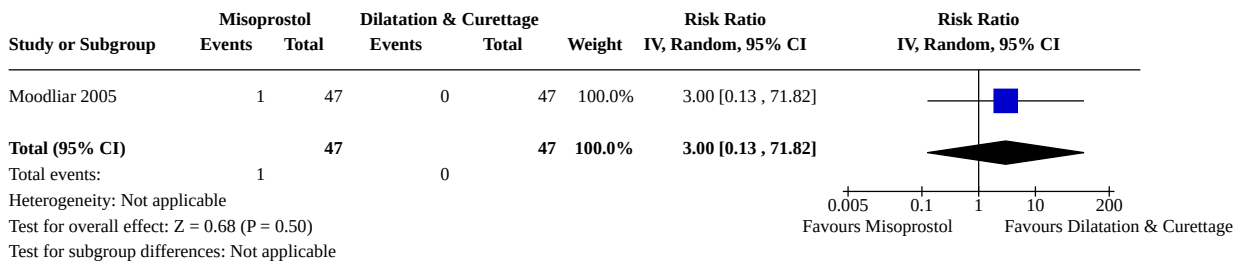 Misoprostol Dilatation & Curettage Risk Ratio Risk Ratio
Study or Subgroup Events Total Events Total Weight IV, Random, 95% CI IV, Random, 95% CI
Moodliar 2005 1 47 0 47 100.0% 3.00 [0.13 , 71.82]
Total (95% CI) 47 47 100.0% 3.00 [0.13 , 71.82]
Total events: 1 0
Heterogeneity: Not applicable
0.005 0.1 1 10 200
Test for overall effect: Z = 0.68 (P = 0.50) Favours Misoprostol Favours Dilatation & Curettage
Test for subgroup differences: Not applicable